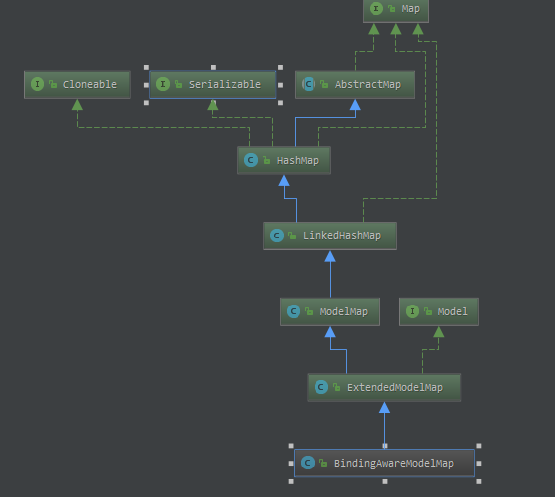 Map
Cloneable
Serializable
AbstractMap
HashMap
LinkedHashMap
ModelMap
Model
ExtendedModelMap
BindingAwareModelMap